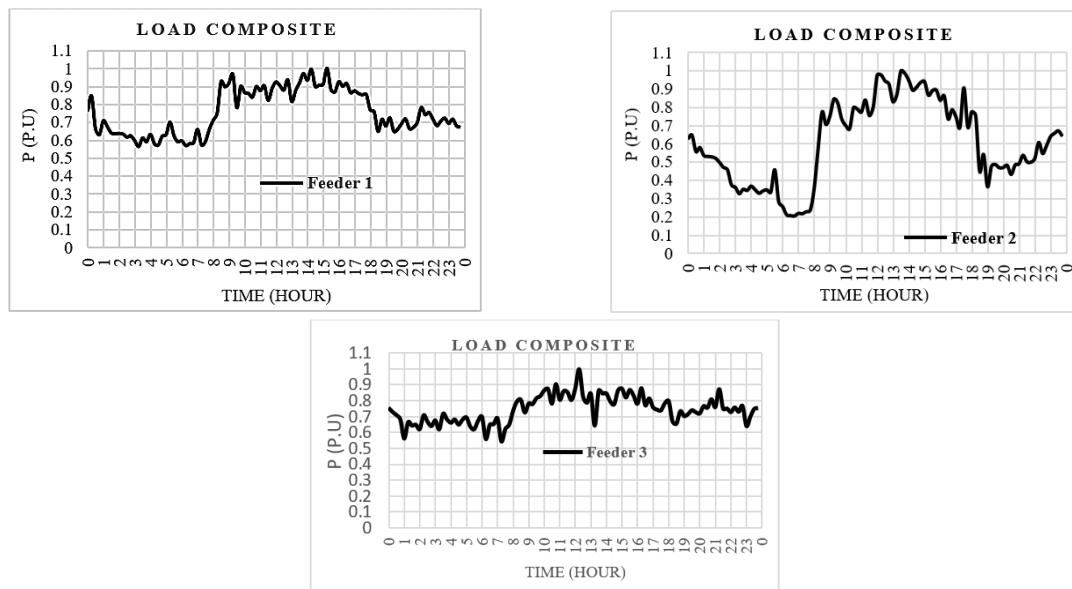 LOAD COMPOSITE
P (P.U)
1.1
1
0.9
0.8
0.7
0.6
0.5
0.4
0.3
0.2
0.1
0
Feeder 1
0 1 2 3 4 5 6 7 8 9 10 11 12 13 14 15 16 17 18 19 20 21 22 23 0
TIME (HOUR)
LOAD COMPOSITE
P (P.U)
1.1
1
0.9
0.8
0.7
0.6
0.5
0.4
0.3
0.2
0.1
0
Feeder 2
0 1 2 3 4 5 6 7 8 9 10 11 12 13 14 15 16 17 18 19 20 21 22 23 0
TIME (HOUR)
LOAD COMPOSITE
P (P.U)
1.1
1
0.9
0.8
0.7
0.6
0.5
0.4
0.3
0.2
0.1
0
Feeder 3
0 1 2 3 4 5 6 7 8 9 10 11 12 13 14 15 16 17 18 19 20 21 22 23 0
TIME (HOUR)